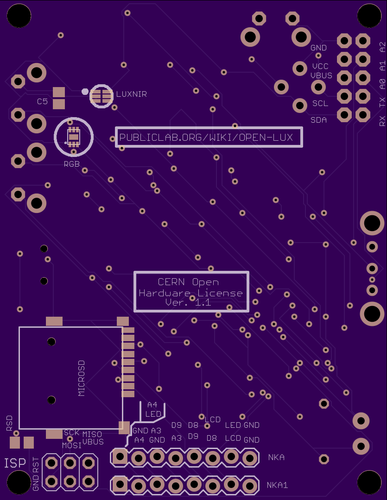 GND
VCC
VBUS
SCL
SDA
A2
A1
A0
TX
RX
C5
LUXNIR
PUBLICLAB.ORG/WIKI/OPEN-LUX
RGB
CERN Open
Hardware License
Ver. 1.1
MICROSD
A4
LED
LCD
RSD
SCK MISO
VBUS
MOSI
GND A3 D9 D8 LED GND
A4 GND A3 D9 D8 LCD GND
ISP
GND RST
NKA
NKA1